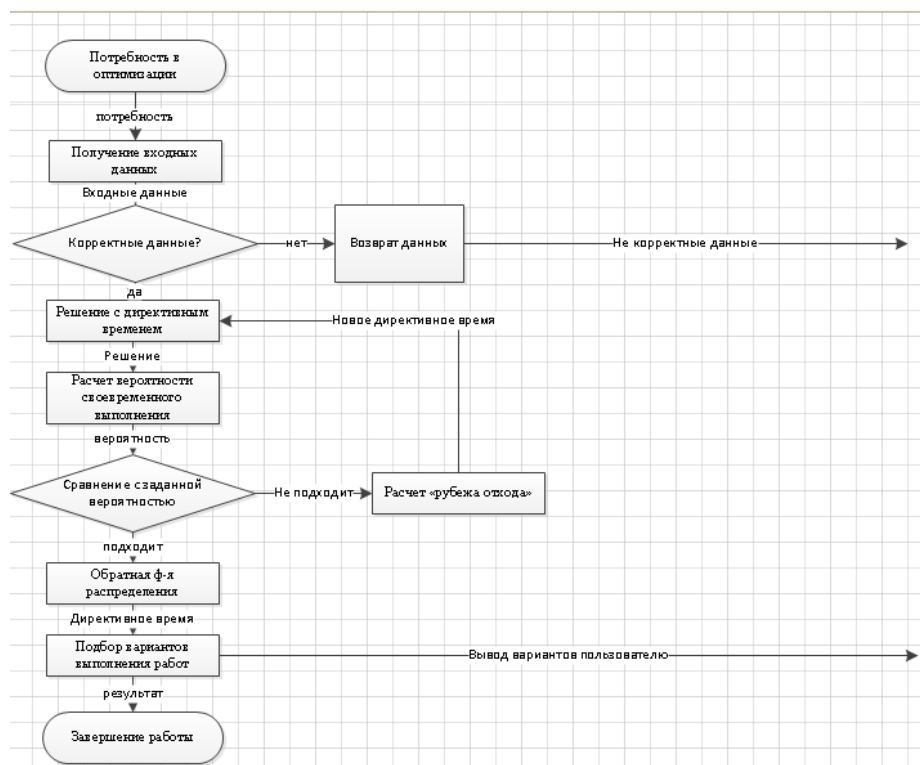 Потребность в
оптимизации
потребность
Получение входных
данных
Входные данные
Корректные данные?
нет
Возврат данных
Не корректные данные
да
Решение с директивным
временем
Новое директивное время
Решение
Расчет вероятности
своевременного
выполнения
вероятность
Сравнение с заданной
вероятностью
Не подходит
Расчет «рубежа отхода»
подходит
Обратная ф-я
распределения
Директивное время
Подбор вариантов
выполнения работ
Вывод вариантов пользователю
результат
Завершение работы